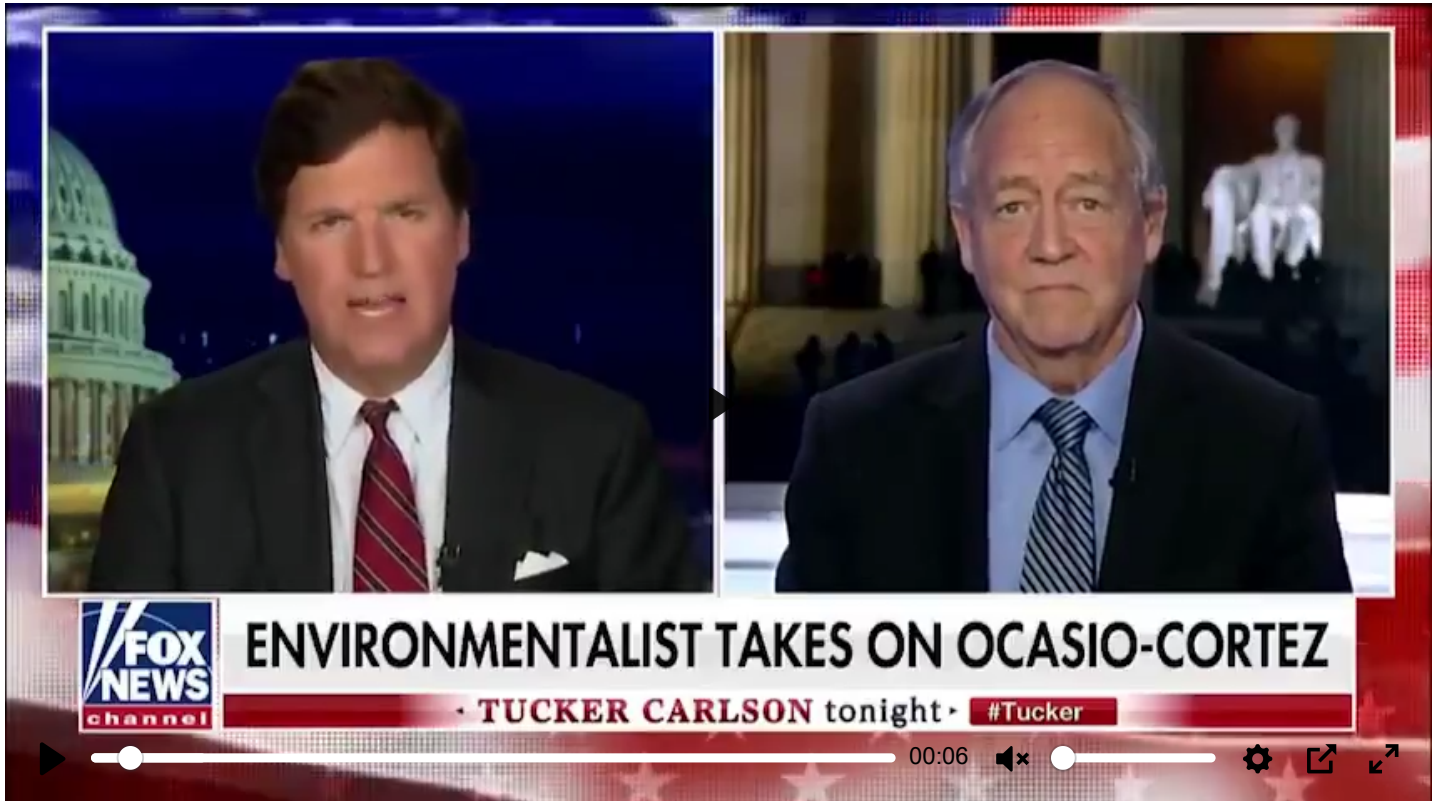 FOX
NEWS
channel
ENVIRONMENTALIST TAKES ON OCASIO-CORTEZ
· TUCKER CARLSON tonight · #Tucker
00:06